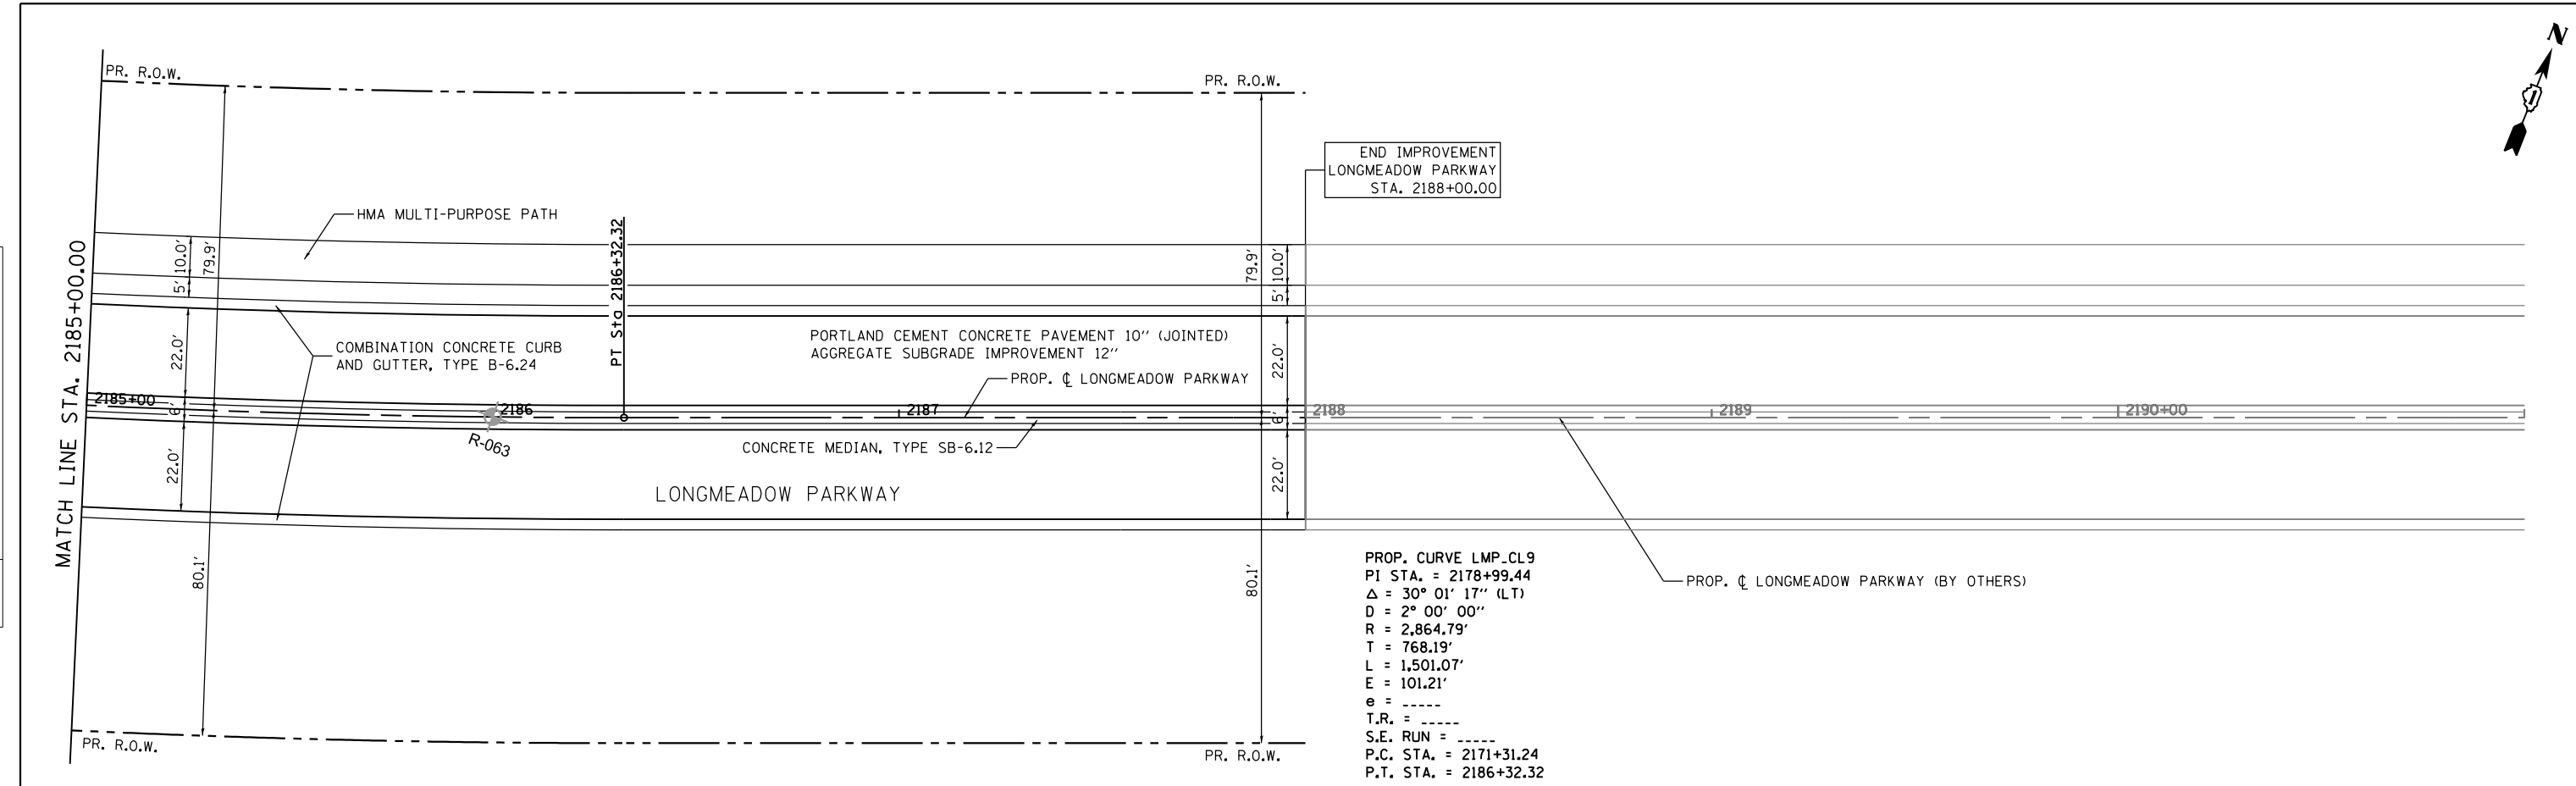 N
PR. R.O.W.
PR. R.O.W.
END IMPROVEMENT
LONGMEADOW PARKWAY
STA. 2188+00.00
HMA MULTI-PURPOSE PATH
MATCH LINE STA. 2185+00.00
10.0'
79.9'
5'
22.0'
6'
22.0'
80.1'
PT Sta 2186+32.32
79.9'
10.0'
5'
22.0'
6'
22.0'
80.1'
COMBINATION CONCRETE CURB
AND GUTTER, TYPE B-6.24
PORTLAND CEMENT CONCRETE PAVEMENT 10'' (JOINTED)
AGGREGATE SUBGRADE IMPROVEMENT 12''
PROP. ℄ LONGMEADOW PARKWAY
2185+00
2186
2187
2188
2189
2190+00
R-063
CONCRETE MEDIAN, TYPE SB-6.12
LONGMEADOW PARKWAY
PROP. ℄ LONGMEADOW PARKWAY (BY OTHERS)
PROP. CURVE LMP_CL9
PI STA. = 2178+99.44
Δ = 30° 01' 17'' (LT)
D = 2° 00' 00''
R = 2,864.79'
T = 768.19'
L = 1,501.07'
E = 101.21'
e = _____
T.R. = _____
S.E. RUN = _____
P.C. STA. = 2171+31.24
P.T. STA. = 2186+32.32
PR. R.O.W.
PR. R.O.W.